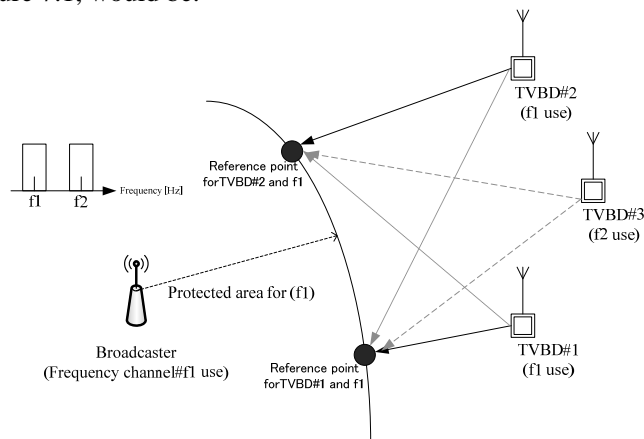 TVBD#2
(f1 use)
Reference point
forTVBD#2 and f1
f1
f2
Frequency [Hz]
TVBD#3
(f2 use)
Protected area for (f1)
Broadcaster
(Frequency channel#f1 use)
TVBD#1
(f1 use)
Reference point
forTVBD#1 and f1